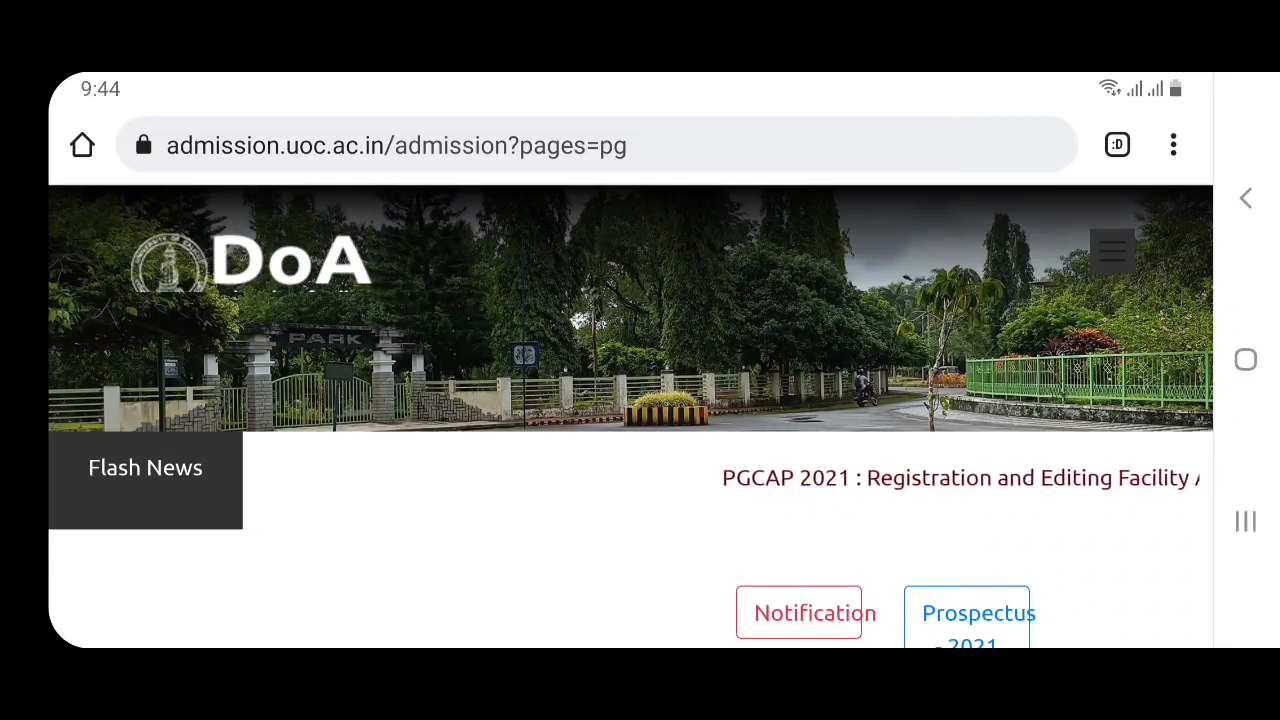 9:44
:D
admission.uoc.ac.in/admission?pages=pg
DoA
PARK
Flash News
PGCAP 2021 : Registration and Editing Facility
Notification
Prospectus
- 2021